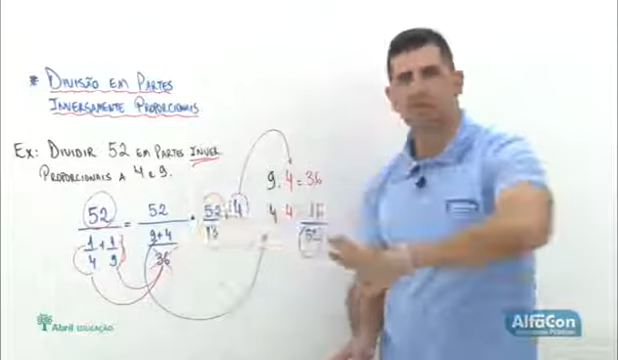 * DIVISÃO EM PARTES
INVERSAMENTE PROPORCIONAIS
EX: DIVIDIR 52 EM PARTES INVER
PROPORCIONAIS A 4 E 9.
9 . 4 = 36
4 4 16
52
52/(1/4 + 1/9) = 52/((9+4)/36) . 52/13 4
Abril EDUCAÇÃO
AlfaCon